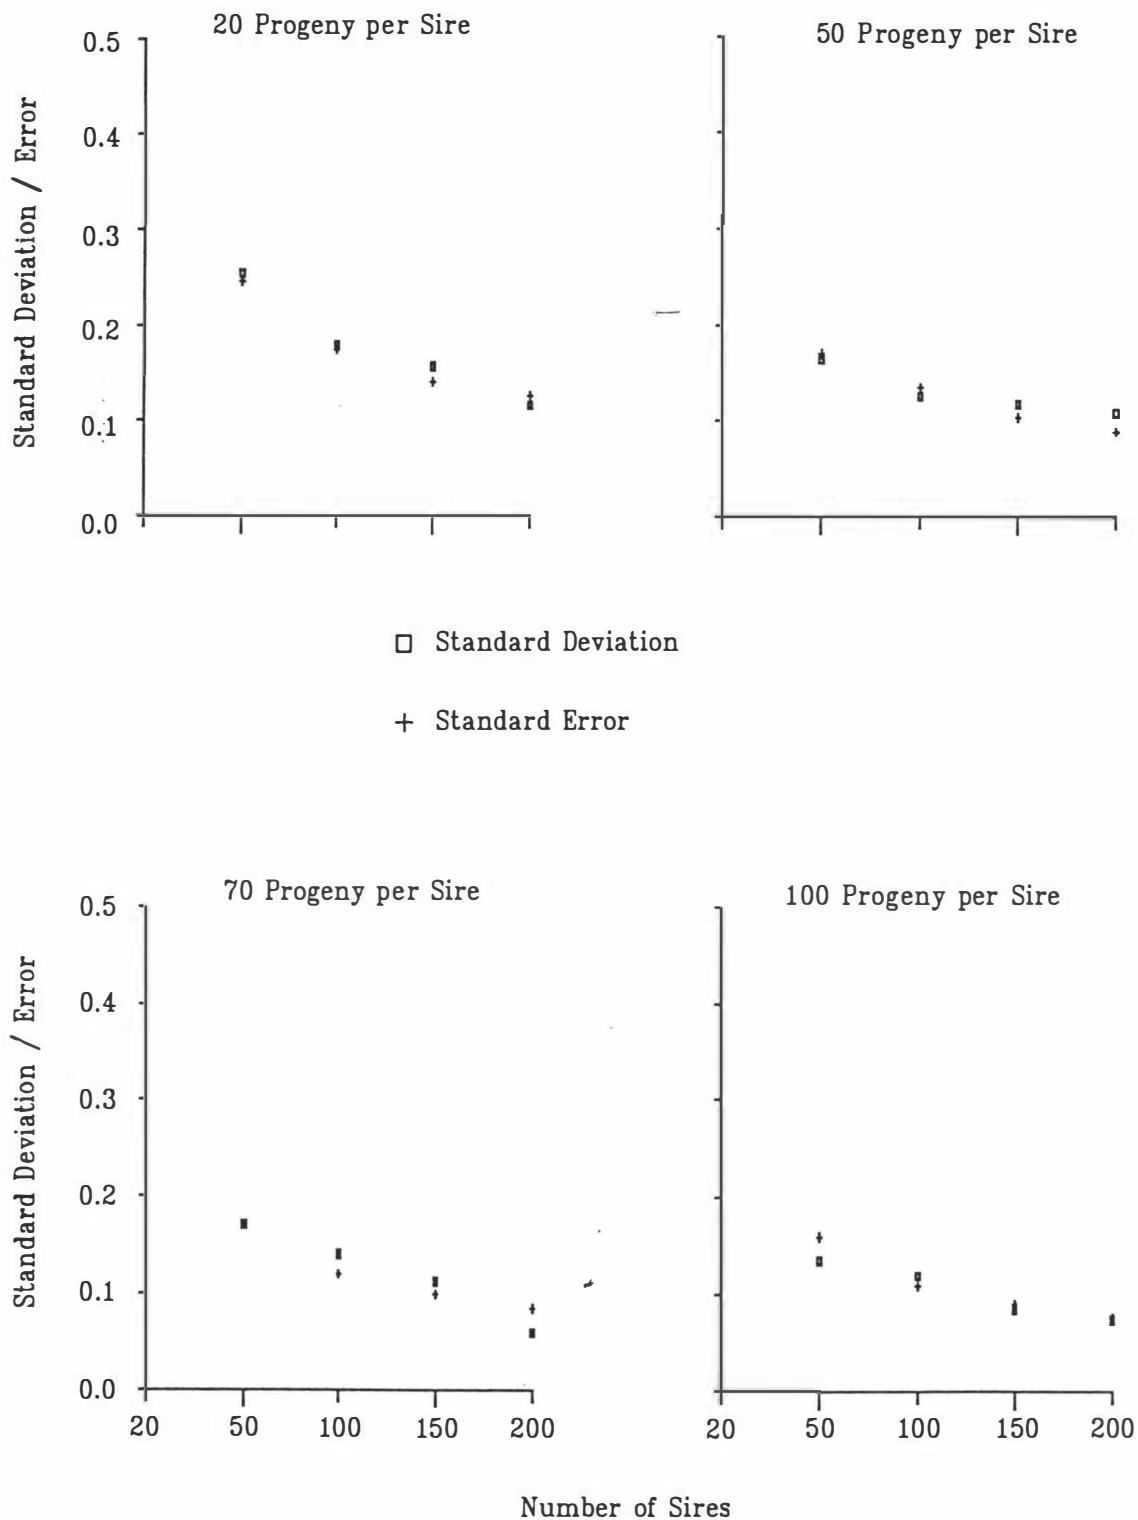 20 Progeny per Sire
50 Progeny per Sire
Standard Deviation / Error
0.5
0.4
0.3
0.2
0.1
0.0
Standard Deviation
Standard Error
70 Progeny per Sire
100 Progeny per Sire
Standard Deviation / Error
0.5
0.4
0.3
0.2
0.1
0.0
20 50 100 150 200
20 50 100 150 200
Number of Sires